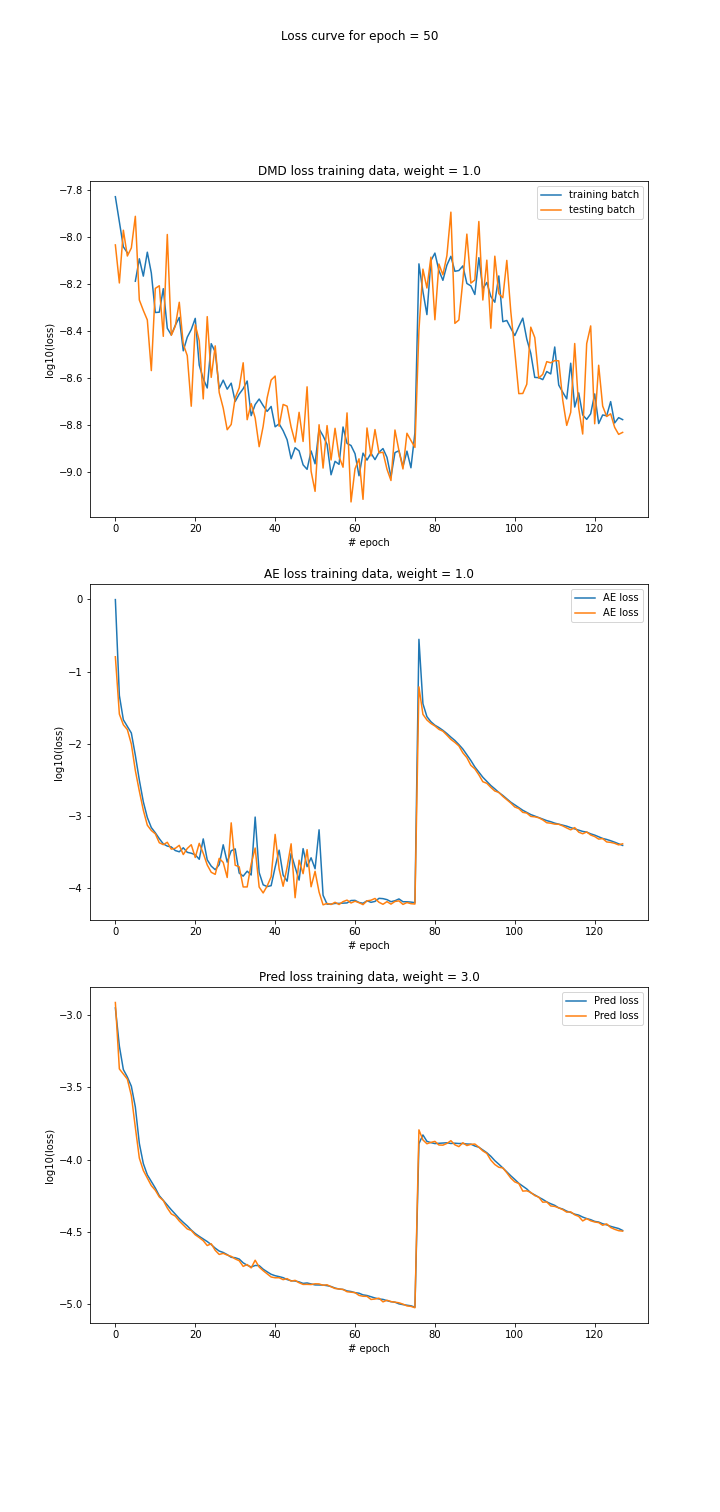 Loss curve for epoch = 50
DMD loss training data, weight = 1.0
−7.8
−8.0
−8.2
−8.4
−8.6
−8.8
−9.0
log10(loss)
training batch
testing batch
0 20 40 60 80 100 120
# epoch
AE loss training data, weight = 1.0
0
−1
−2
−3
−4
log10(loss)
AE loss
AE loss
0 20 40 60 80 100 120
# epoch
Pred loss training data, weight = 3.0
−3.0
−3.5
−4.0
−4.5
−5.0
log10(loss)
Pred loss
Pred loss
0 20 40 60 80 100 120
# epoch